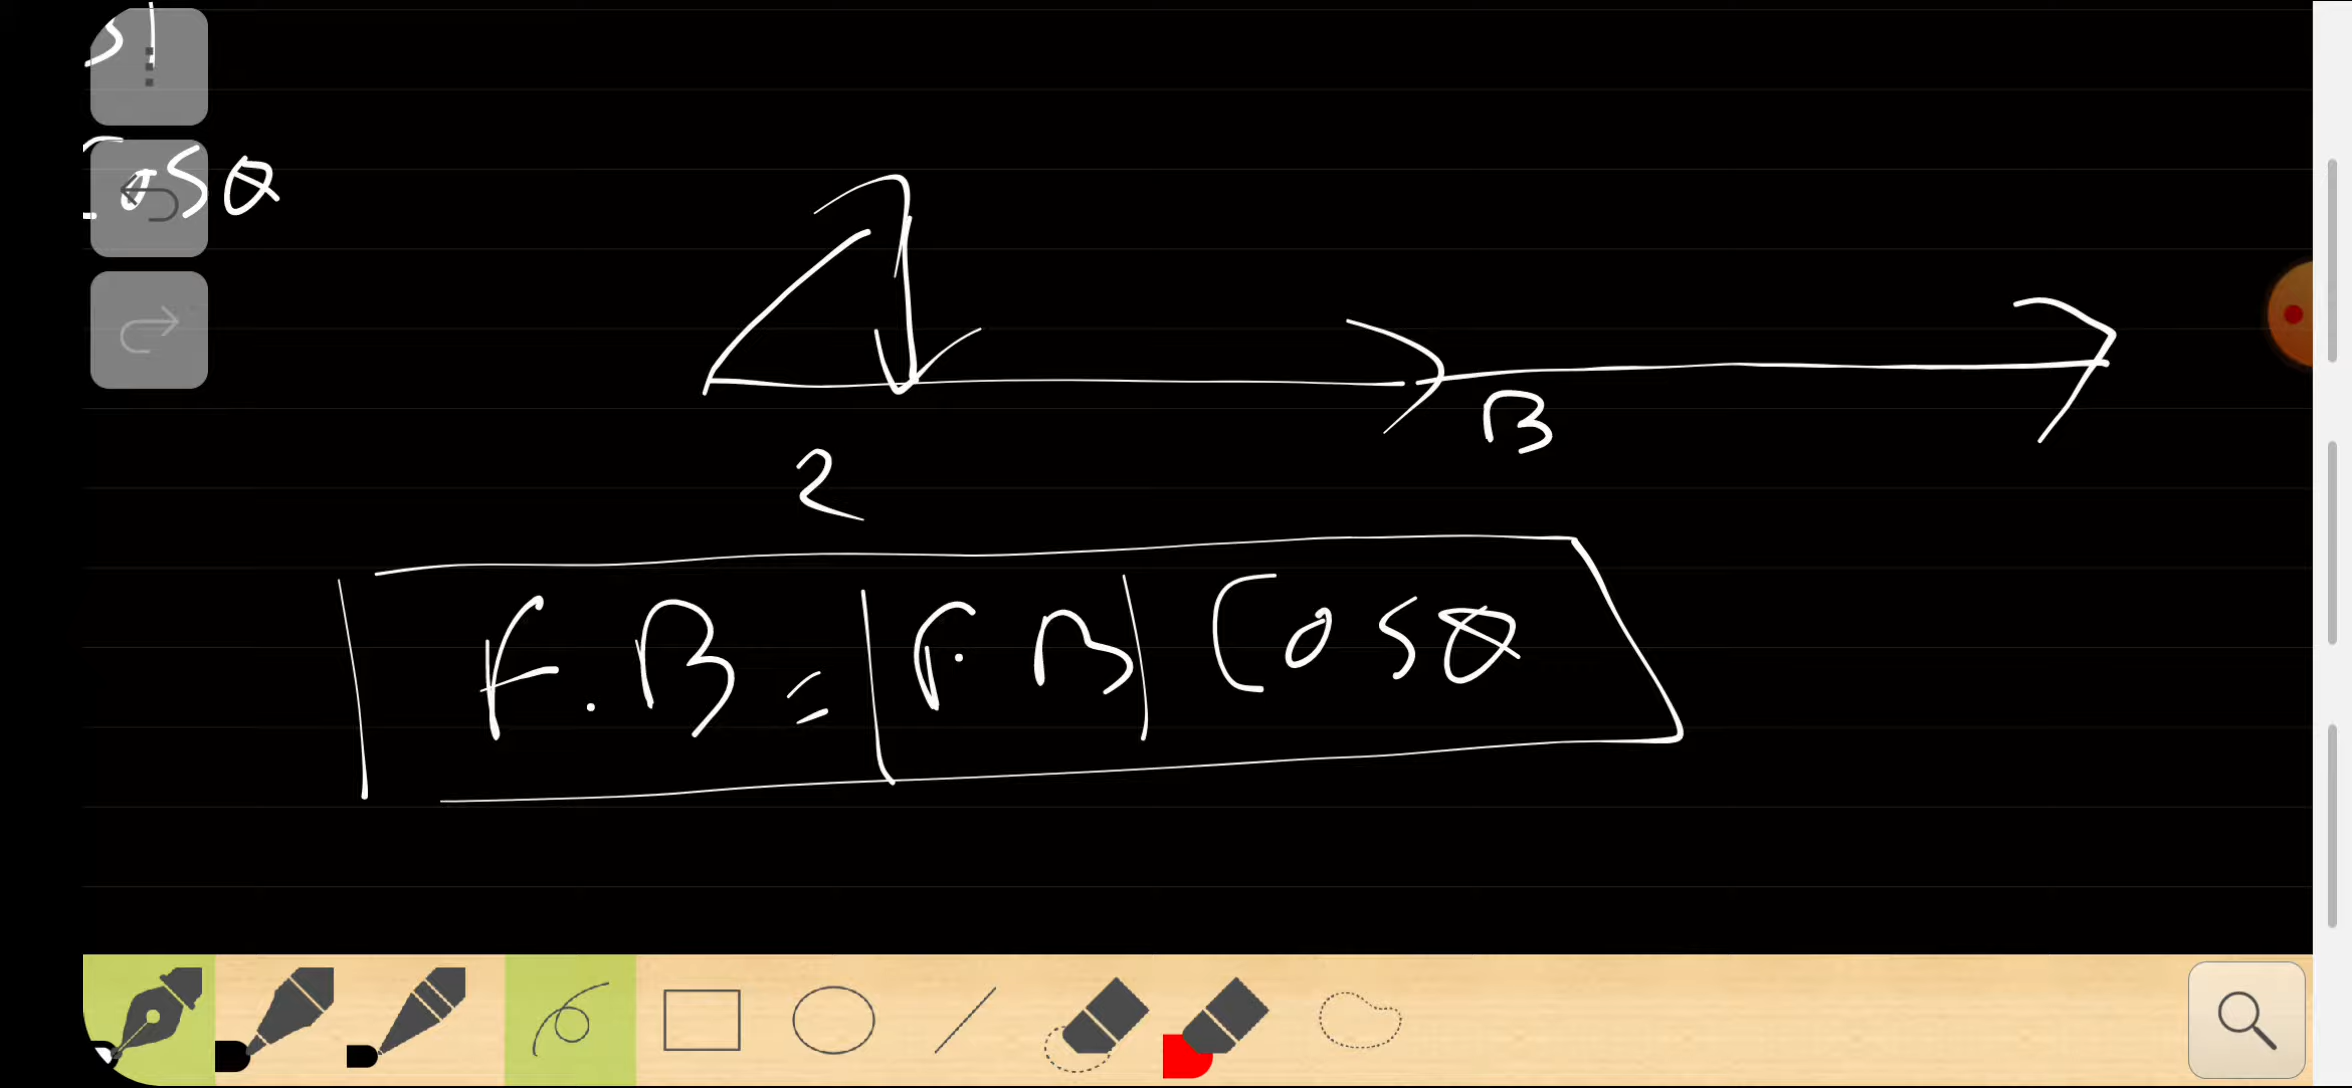 Cosθ
B
2
F.B = |F.B| Cosθ